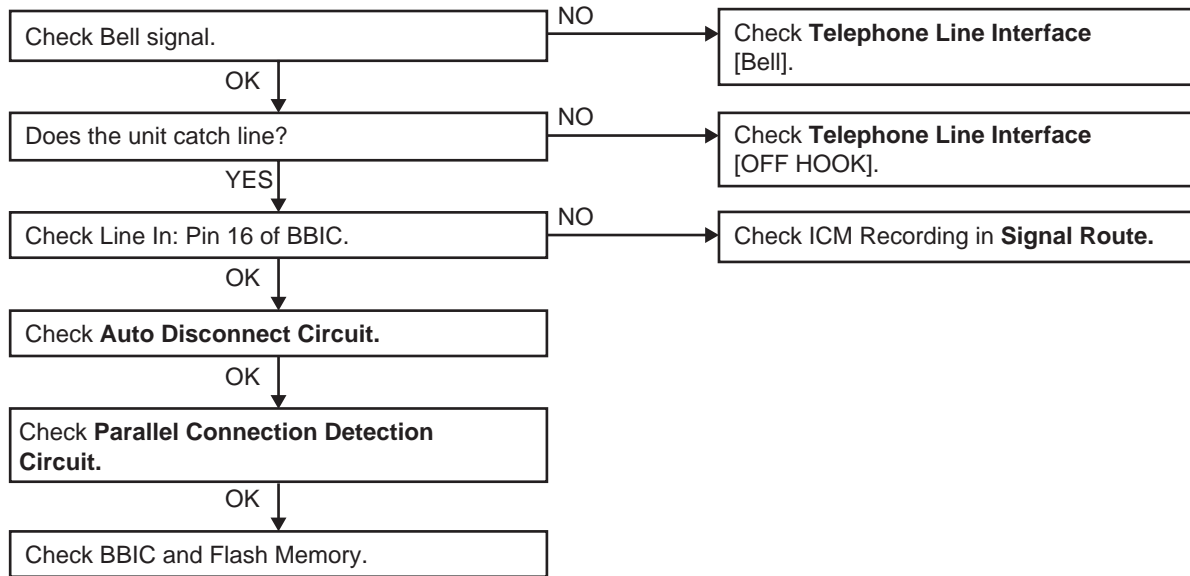 Check Bell signal.
NO
Check Telephone Line Interface
[Bell].
OK
Does the unit catch line?
NO
Check Telephone Line Interface
[OFF HOOK].
YES
Check Line In: Pin 16 of BBIC.
NO
Check ICM Recording in Signal Route.
OK
Check Auto Disconnect Circuit.
OK
Check Parallel Connection Detection
Circuit.
OK
Check BBIC and Flash Memory.